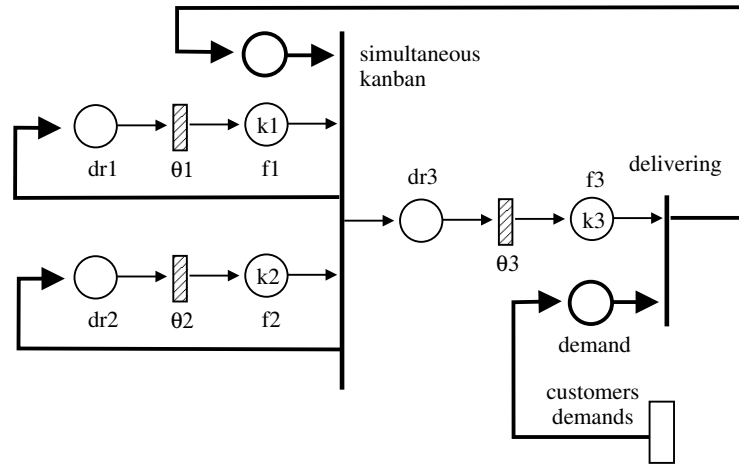 simultaneous
kanban
k1
dr1
θ1
f1
delivering
dr3
f3
k3
θ3
k2
dr2
θ2
f2
demand
customers
demands